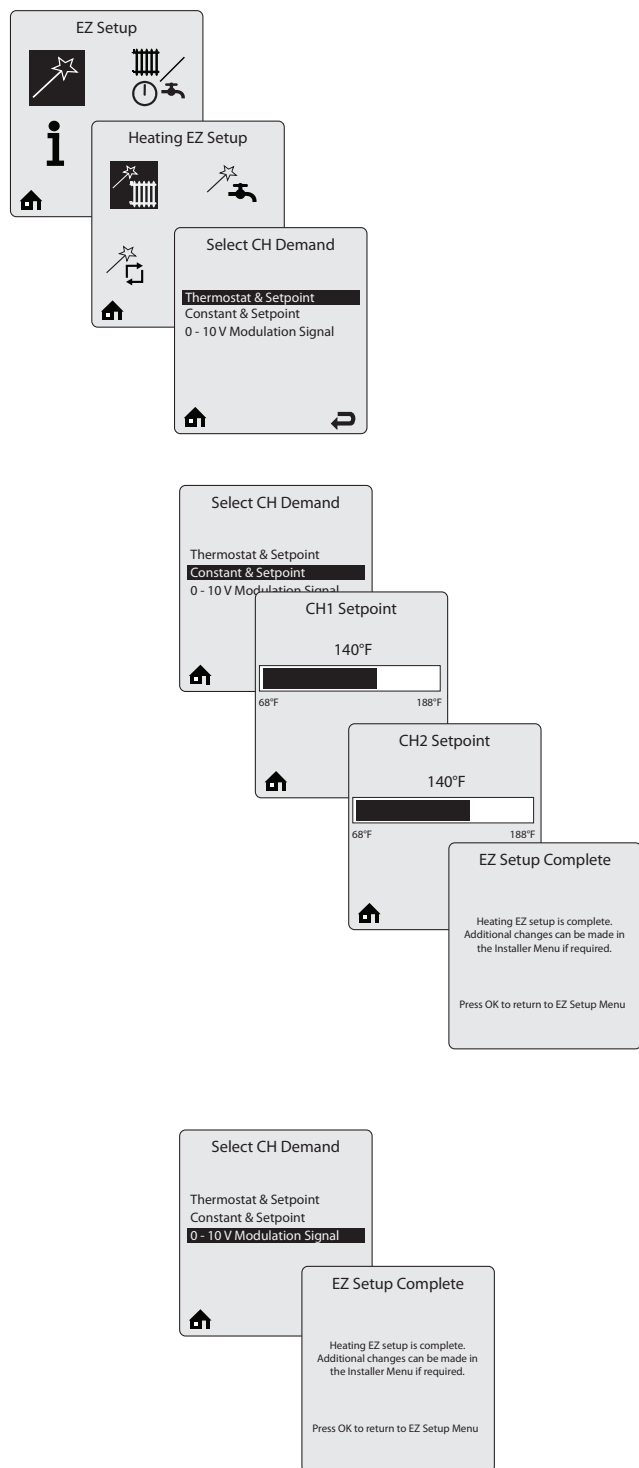 EZ Setup
i
Heating EZ Setup
Select CH Demand
Thermostat & Setpoint
Constant & Setpoint
0 - 10 V Modulation Signal
Select CH Demand
Thermostat & Setpoint
Constant & Setpoint
0 - 10 V Modulation Signal
CH1 Setpoint
140°F
68°F 188°F
CH2 Setpoint
140°F
68°F 188°F
EZ Setup Complete
Heating EZ setup is complete.
Additional changes can be made in
the Installer Menu if required.
Press OK to return to EZ Setup Menu
Select CH Demand
Thermostat & Setpoint
Constant & Setpoint
0 - 10 V Modulation Signal
EZ Setup Complete
Heating EZ setup is complete.
Additional changes can be made in
the Installer Menu if required.
Press OK to return to EZ Setup Menu